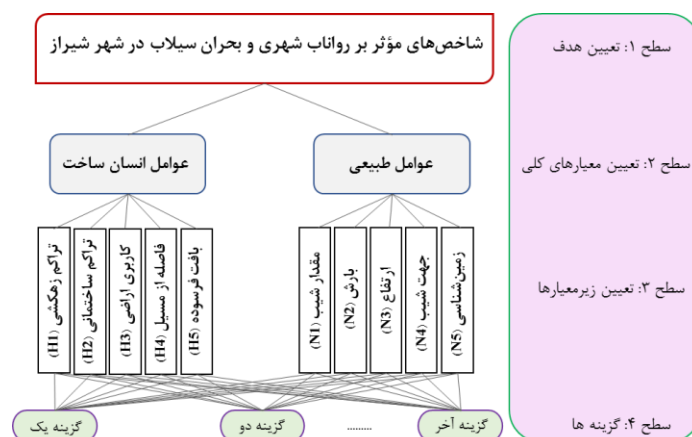 شاخص‌های مؤثر بر رواناب شهری و بحران سیلاب در شهر شیراز
سطح ۱: تعیین هدف
عوامل طبیعی
عوامل انسان ساخت
سطح ۲: تعیین معیارهای کلی
زمین‌شناسی (N5)
جهت شیب (N4)
ارتفاع (N3)
بارش (N2)
مقدار شیب (N1)
بافت فرسوده (H5)
فاصله از مسیل (H4)
کاربری اراضی (H3)
تراکم ساختمانی (H2)
تراکم زهکشی (H1)
سطح ۳: تعیین زیرمعیارها
گزینه آخر
.........
گزینه دو
گزینه یک
سطح ۴: گزینه ها